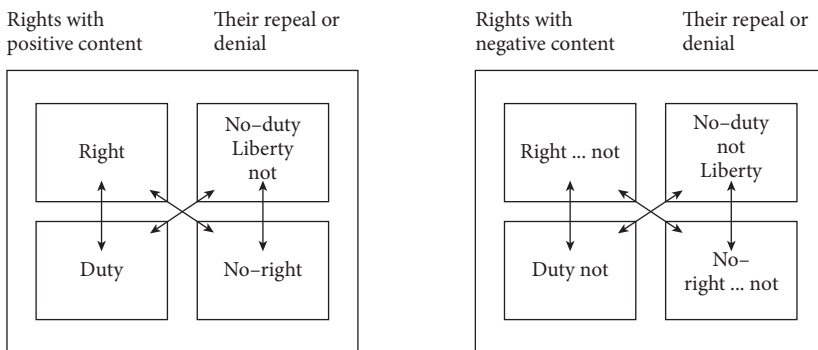 Rights with
positive content
Their repeal or
denial
Right
No–duty
Liberty
not
Duty
No–right
Rights with
negative content
Their repeal or
denial
Right ... not
No–duty
not
Liberty
Duty not
No–
right ... not